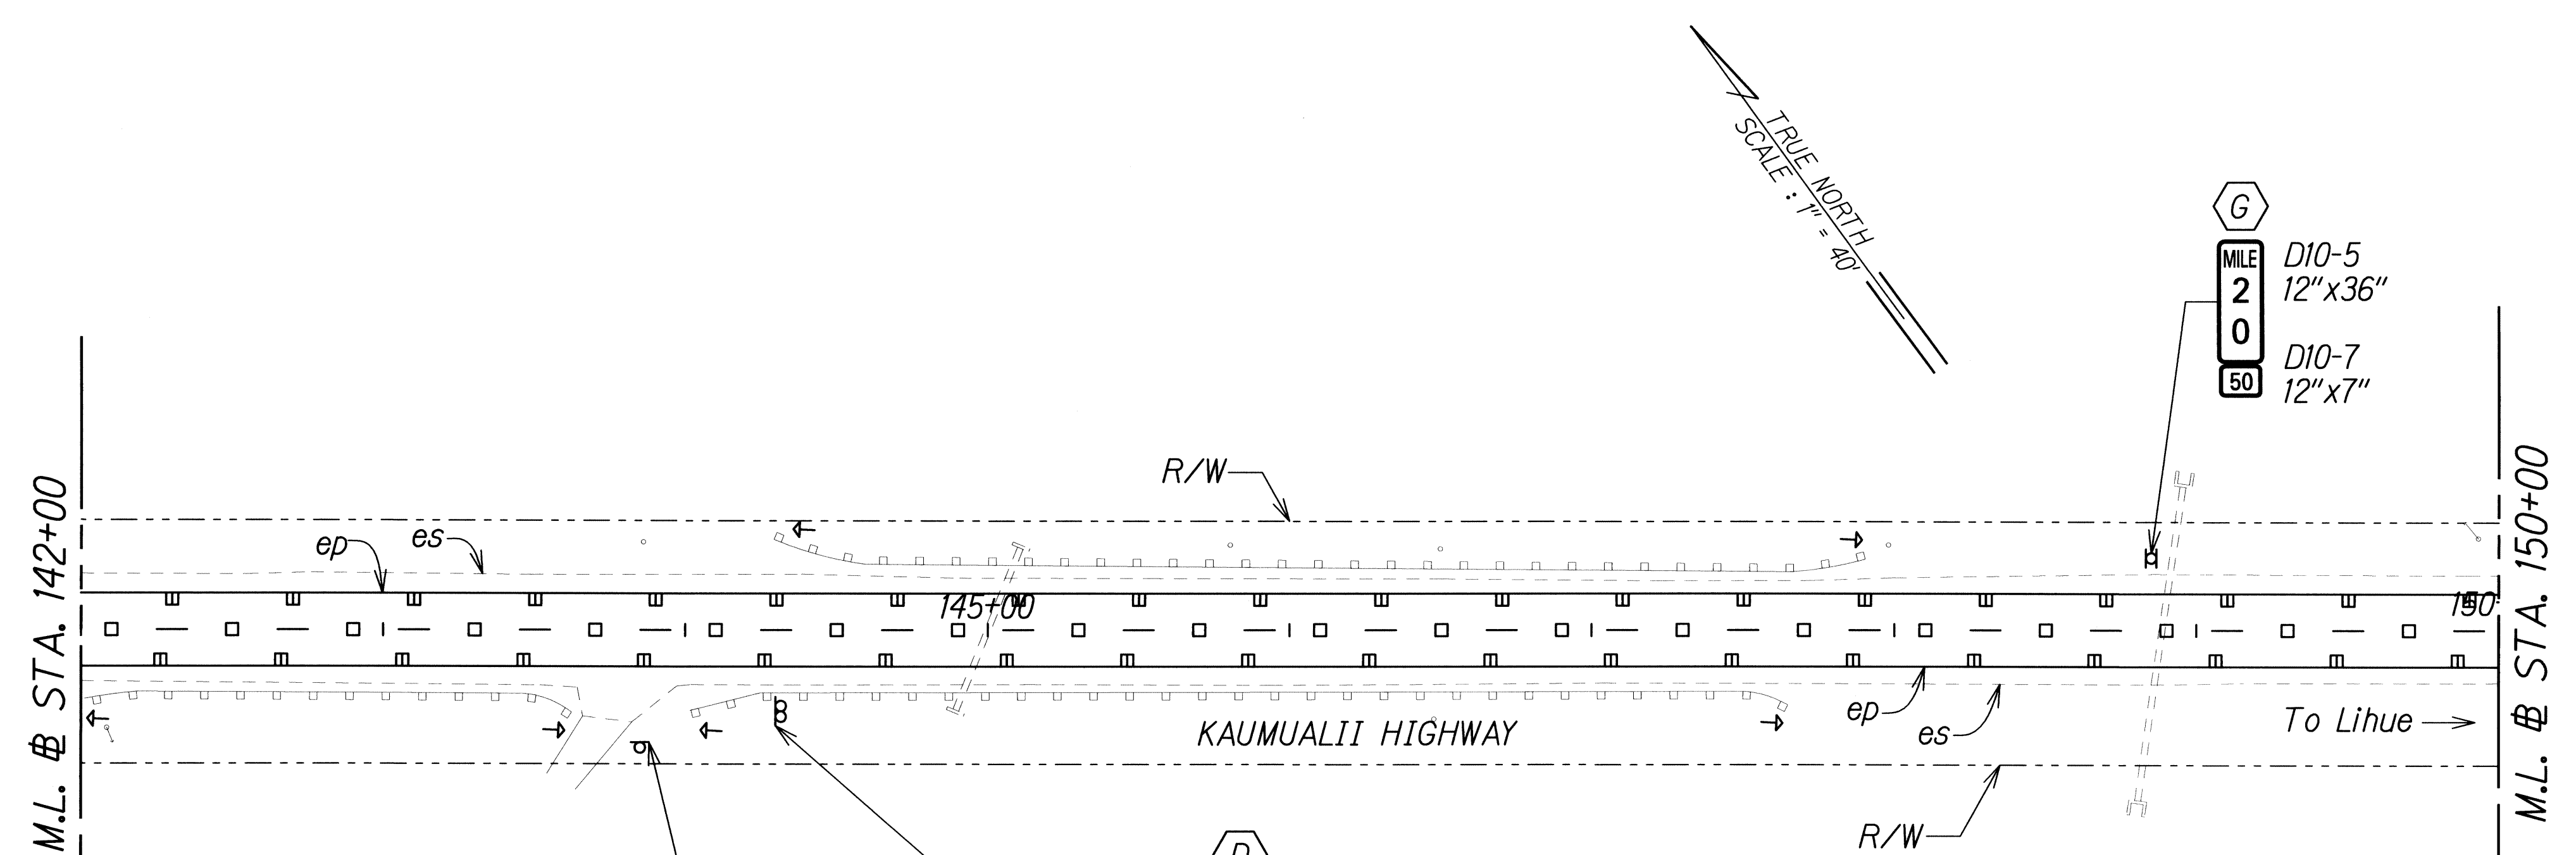 TRUE NORTH
SCALE : 1" = 40'
G
MILE
2
0
50
D10-5
12"x36"
D10-7
12"x7"
R/W
ep
es
M.L. ℄ STA. 142+00
145+00
150
M.L. ℄ STA. 150+00
KAUMUALII HIGHWAY
ep
es
To Lihue
R/W